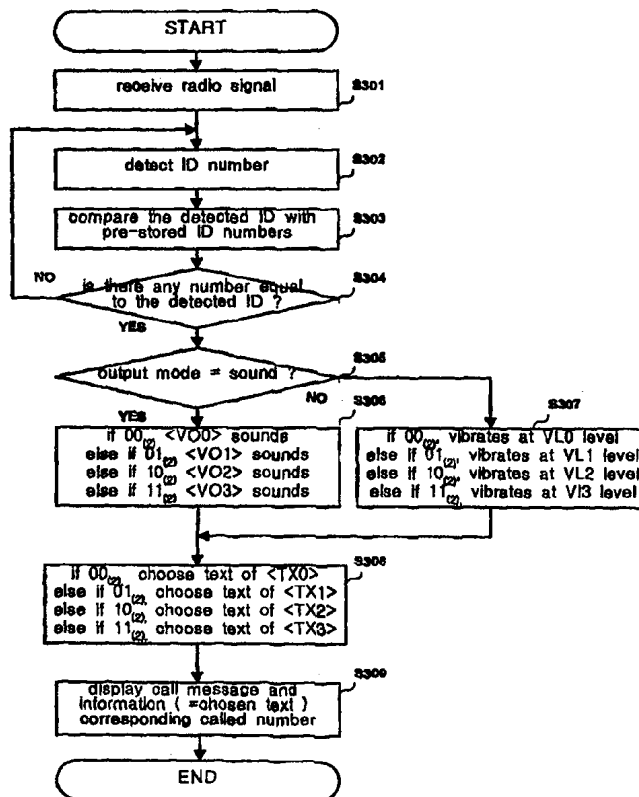 START
receive radio signal
S301
detect ID number
S302
compare the detected ID with
pre-stored ID numbers
S303
is there any number equal
to the detected ID ?
S304
NO
YES
output mode = sound ?
S305
YES
NO
S306
if 00(2), <VO0> sounds
else if 01(2), <VO1> sounds
else if 10(2), <VO2> sounds
else if 11(2), <VO3> sounds
S307
if 00(2), vibrates at VL0 level
else if 01(2), vibrates at VL1 level
else if 10(2), vibrates at VL2 level
else if 11(2), vibrates at Vl3 level
S308
if 00(2), choose text of <TX0>
else if 01(2), choose text of <TX1>
else if 10(2), choose text of <TX2>
else if 11(2), choose text of <TX3>
S309
display call message and
information ( =chosen text )
corresponding called number
END